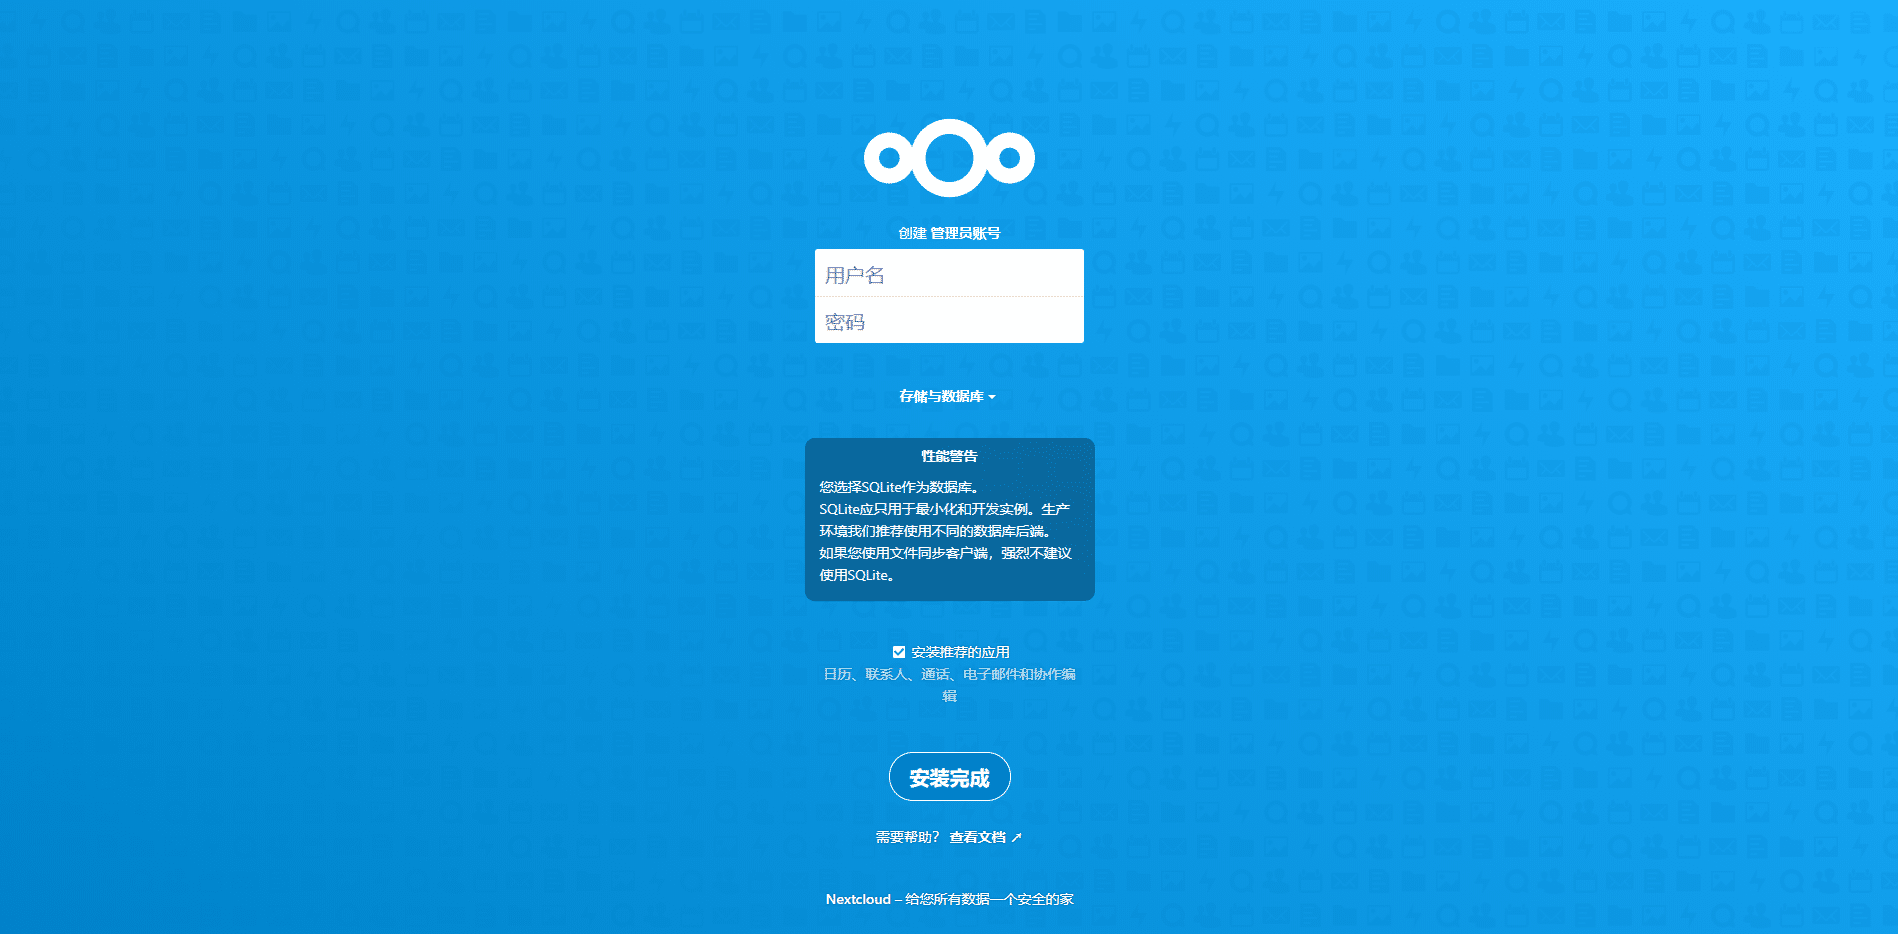 创建 管理员账号
用户名
密码
存储与数据库
性能警告
您选择SQLite作为数据库。
SQLite应只用于最小化和开发实例。生产
环境我们推荐使用不同的数据库后端。
如果您使用文件同步客户端，强烈不建议
使用SQLite。
安装推荐的应用
日历、联系人、通话、电子邮件和协作编
辑
安装完成
需要帮助？ 查看文档 ↗
Nextcloud – 给您所有数据一个安全的家